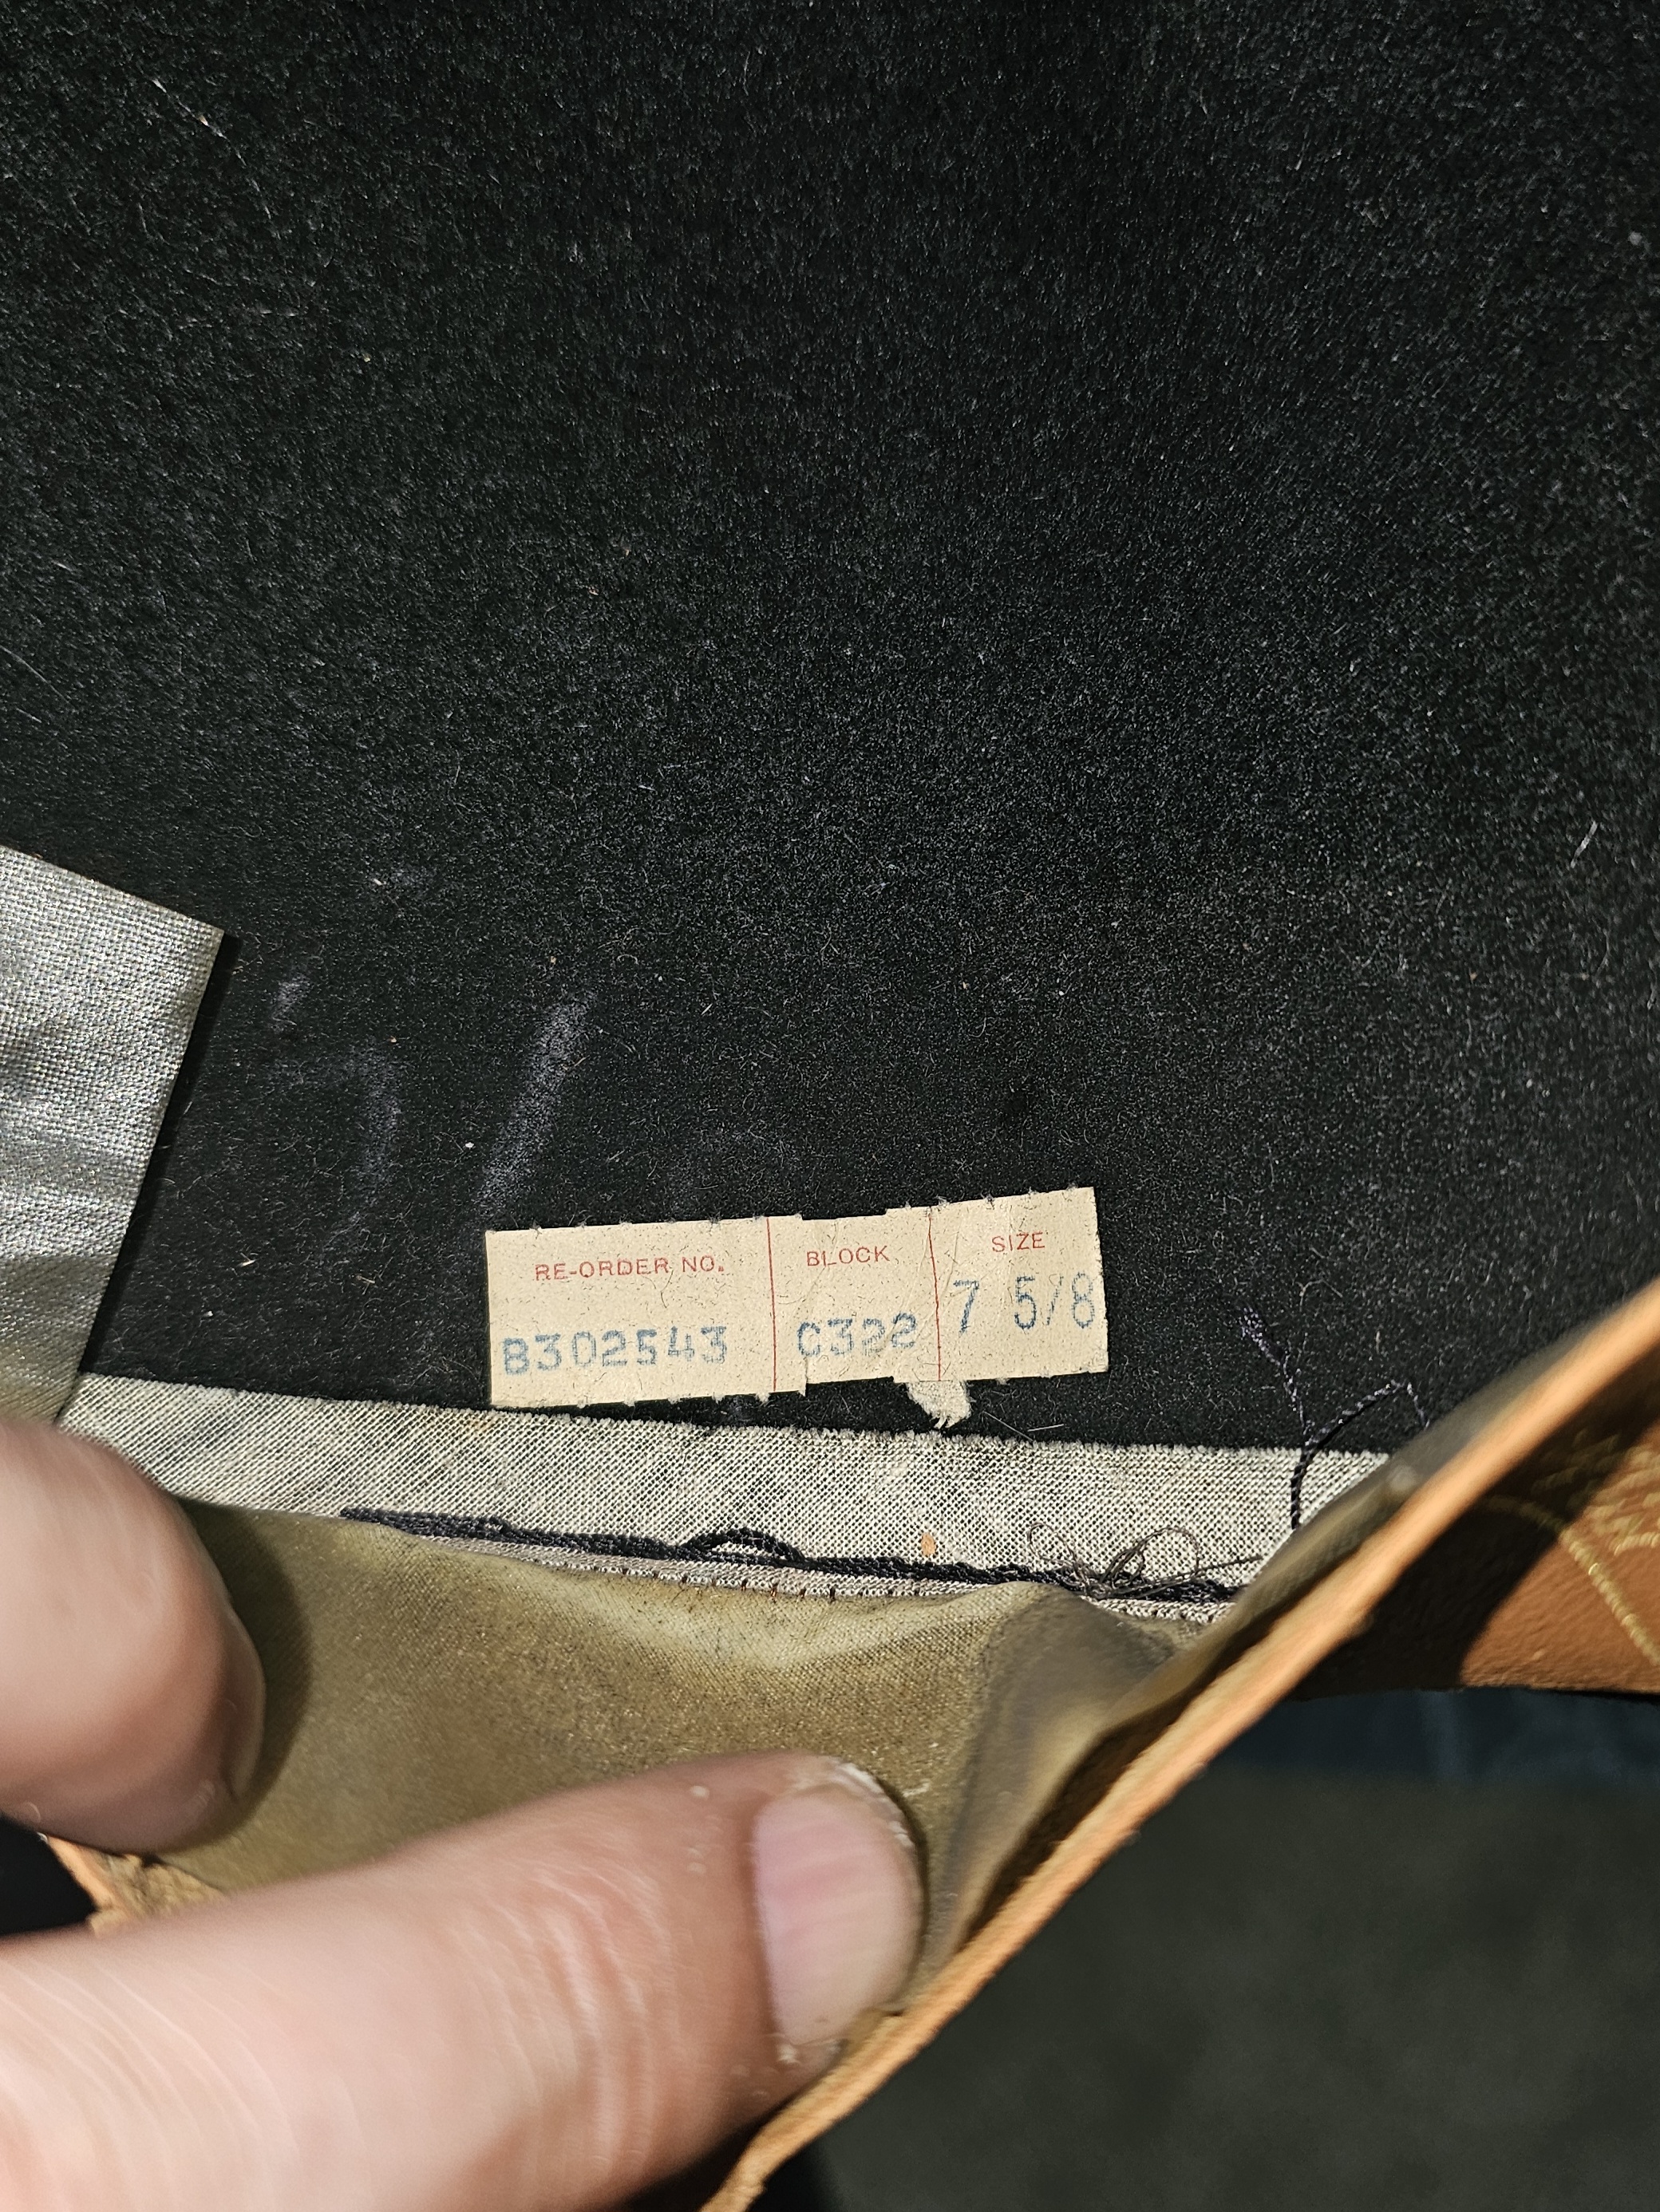 RE-ORDER NO. BLOCK SIZE
B302543 C322 7 5/8